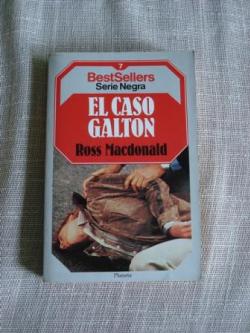 7
BestSellers
Serie Negra
EL CASO
GALTON
Ross Macdonald
Planeta